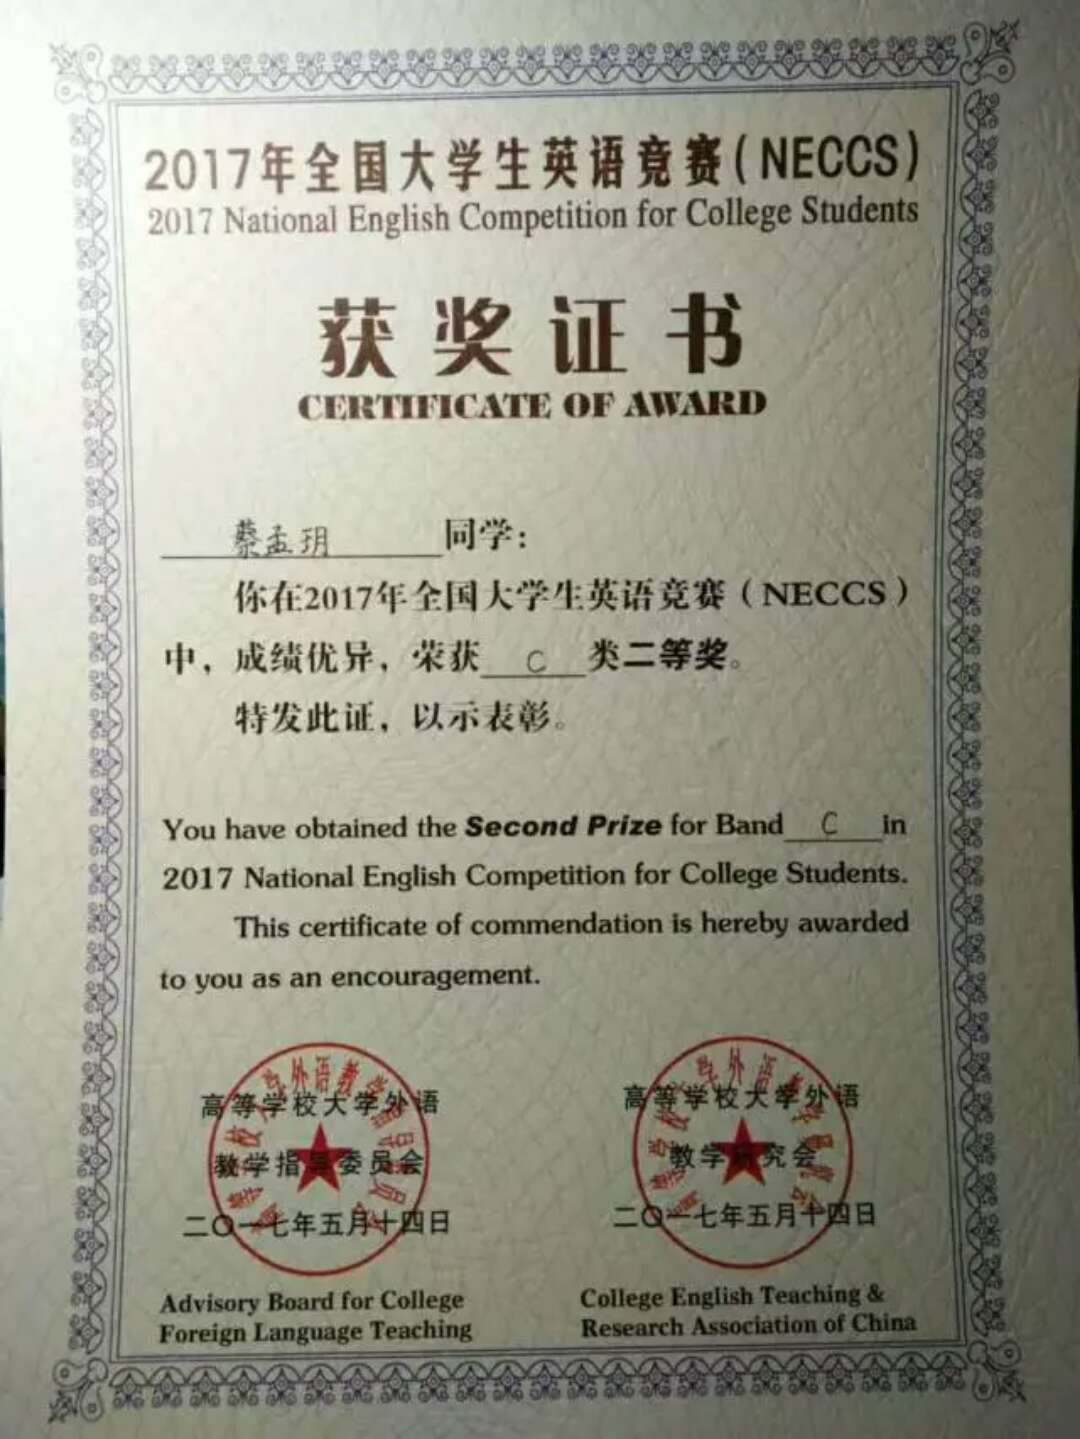 2017年全国大学生英语竞赛(NECCS)
2017 National English Competition for College Students
获奖证书
CERTIFICATE OF AWARD
蔡孟玥 同学:
你在2017年全国大学生英语竞赛(NECCS)
中，成绩优异，荣获 C 类二等奖。
特发此证，以示表彰。
You have obtained the Second Prize for Band C in
2017 National English Competition for College Students.
This certificate of commendation is hereby awarded
to you as an encouragement.
高等学校大学外语
教学指导委员会
二〇一七年五月十四日
Advisory Board for College
Foreign Language Teaching
高等学校大学外语
教学研究会
二〇一七年五月十四日
College English Teaching &
Research Association of China